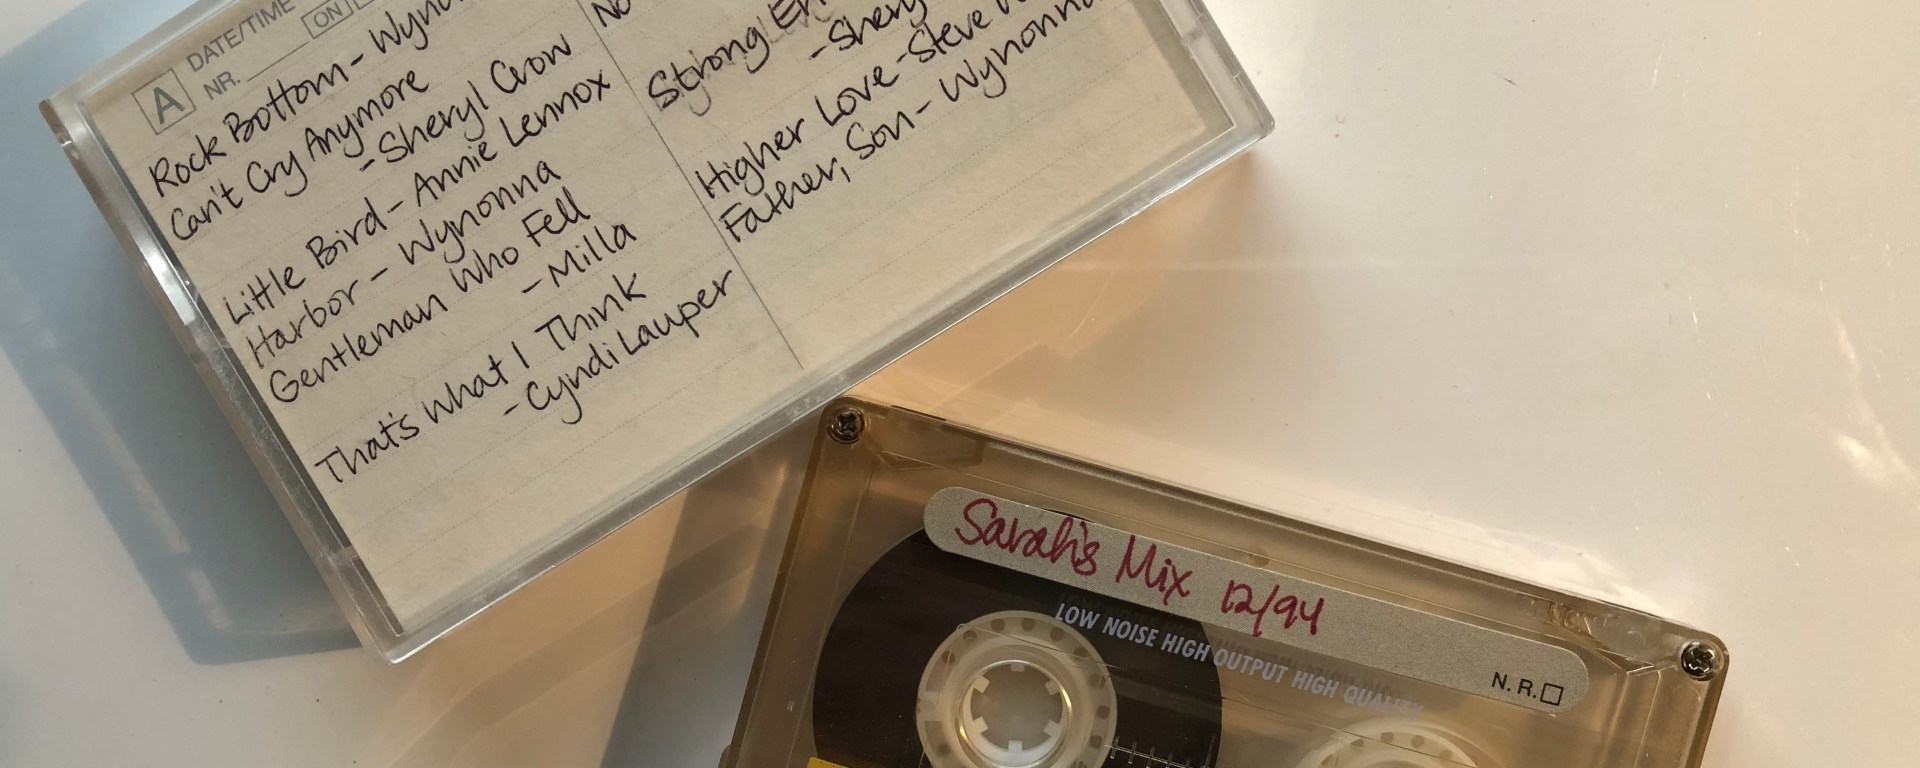 A
DATE/TIME
NR.
ON
Rock Bottom -
Can't Cry Anymore
- Sheryl Crow
Little Bird - Annie Lennox
Harbor - Wynonna
Gentleman Who Fell
- Milla
That's What I Think
- Cyndi Lauper
Strong
Higher Love - Steve
Father, Son - Wynonna
Sarah's Mix 12/94
LOW NOISE HIGH OUTPUT HIGH QUALITY
N.R.